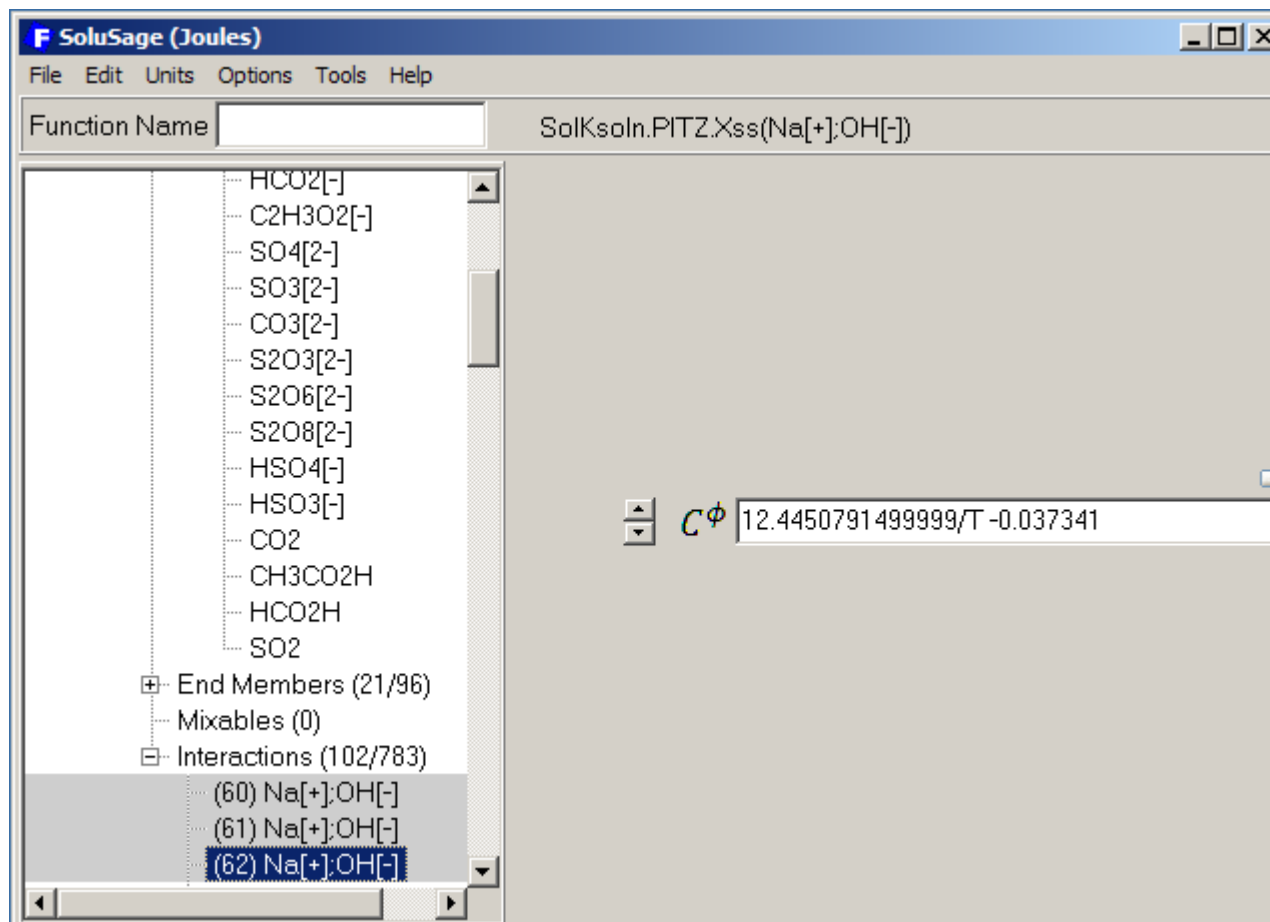 SoluSage (Joules)
File Edit Units Options Tools Help
Function Name
SolKsoln.PITZ.Xss(Na[+];OH[-])
HCO2[-]
C2H3O2[-]
SO4[2-]
SO3[2-]
CO3[2-]
S2O3[2-]
S2O6[2-]
S2O8[2-]
HSO4[-]
HSO3[-]
CO2
CH3CO2H
HCO2H
SO2
End Members (21/96)
Mixables (0)
Interactions (102/783)
(60) Na[+];OH[-]
(61) Na[+];OH[-]
(62) Na[+];OH[-]
C^ϕ 12.4450791499999/T -0.037341